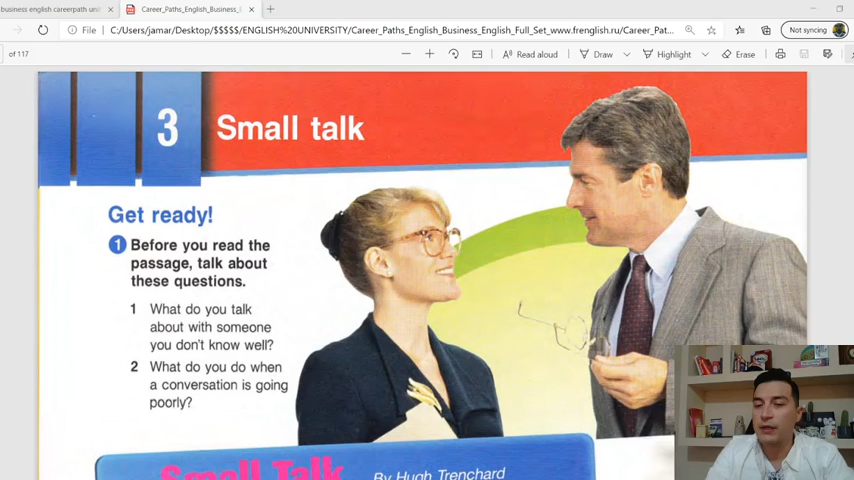 business english careerpath uni
Career_Paths_English_Business_E
File
C:/Users/jamar/Desktop/$$$$$/ENGLISH%20UNIVERSITY/Career_Paths_English_Business_English_Full_Set_www.frenglish.ru/Career_Pat...
Not syncing
of 117
Read aloud
Draw
Highlight
Erase
3
Small talk
Get ready!
1 Before you read the
passage, talk about
these questions.
1 What do you talk
about with someone
you don't know well?
2 What do you do when
a conversation is going
poorly?
Small Talk By Hugh Trenchard